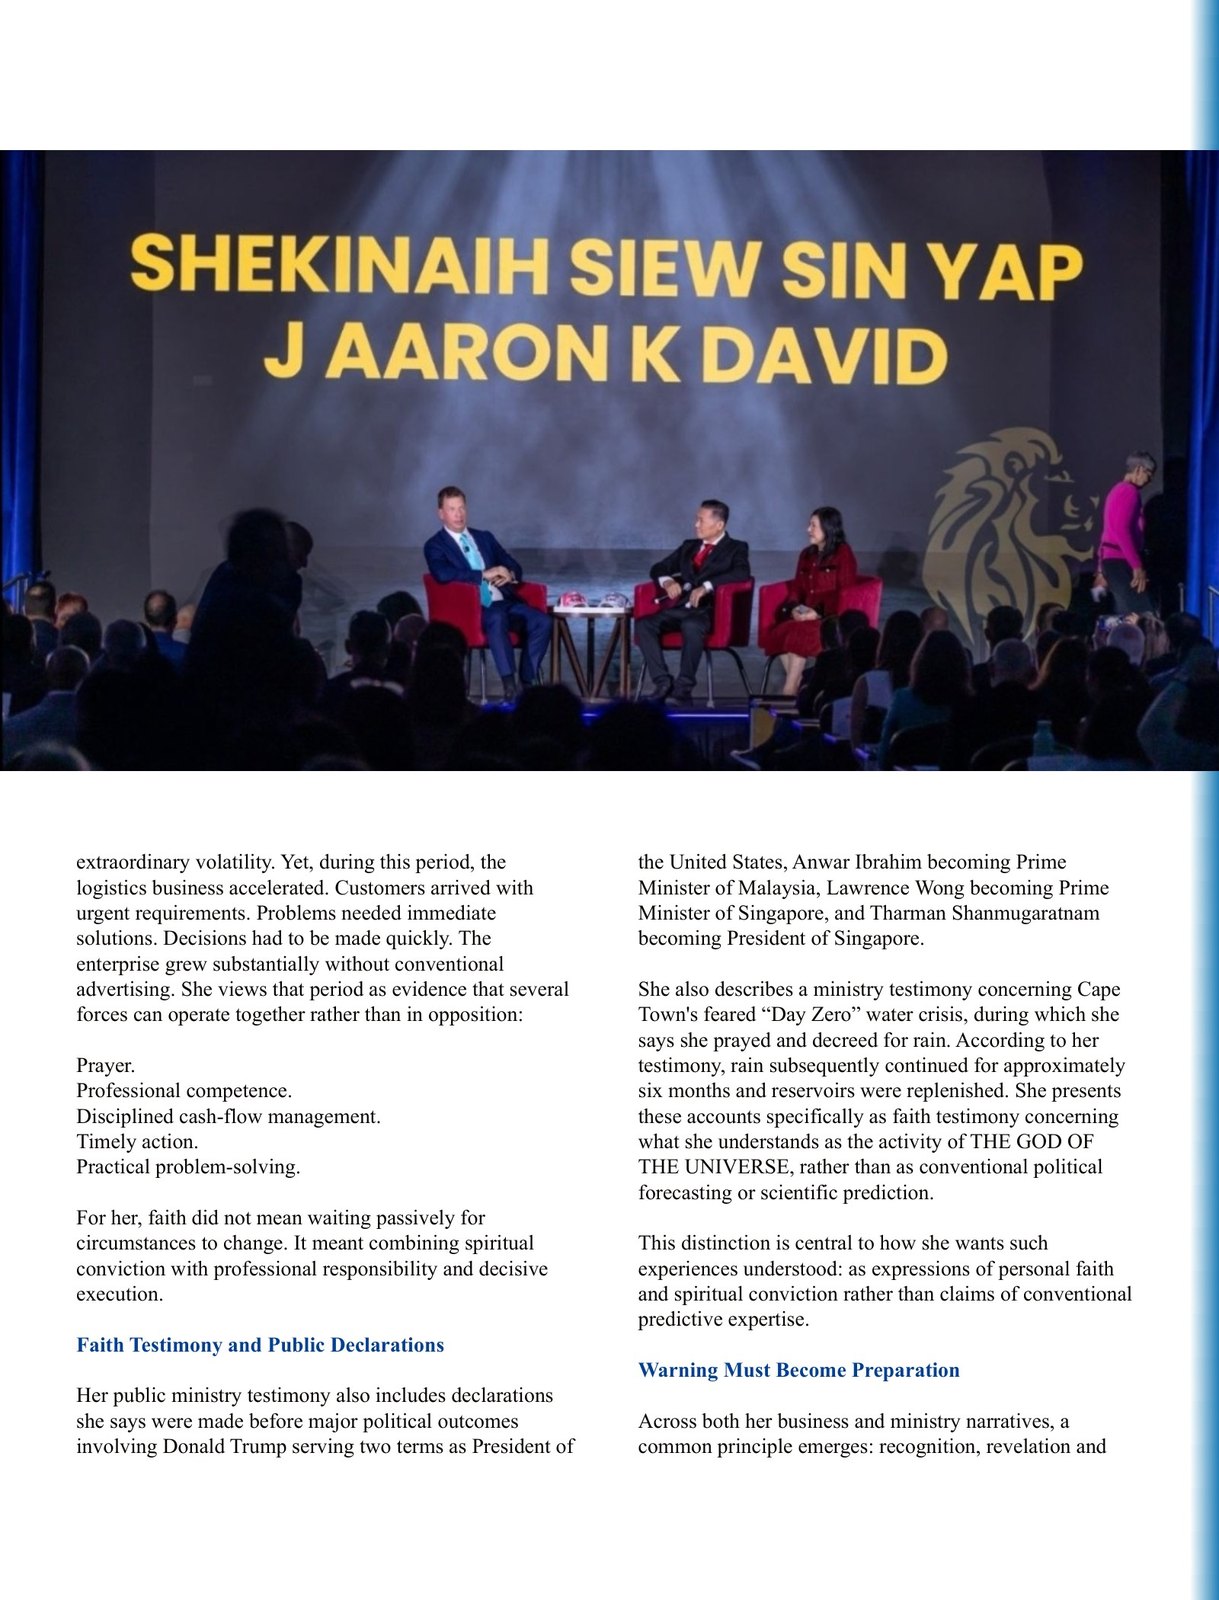 SHEKINAIH SIEW SIN YAP
J AARON K DAVID
extraordinary volatility. Yet, during this period, the
logistics business accelerated. Customers arrived with
urgent requirements. Problems needed immediate
solutions. Decisions had to be made quickly. The
enterprise grew substantially without conventional
advertising. She views that period as evidence that several
forces can operate together rather than in opposition:
Prayer.
Professional competence.
Disciplined cash-flow management.
Timely action.
Practical problem-solving.
For her, faith did not mean waiting passively for
circumstances to change. It meant combining spiritual
conviction with professional responsibility and decisive
execution.
Faith Testimony and Public Declarations
Her public ministry testimony also includes declarations
she says were made before major political outcomes
involving Donald Trump serving two terms as President of
the United States, Anwar Ibrahim becoming Prime
Minister of Malaysia, Lawrence Wong becoming Prime
Minister of Singapore, and Tharman Shanmugaratnam
becoming President of Singapore.
She also describes a ministry testimony concerning Cape
Town's feared “Day Zero” water crisis, during which she
says she prayed and decreed for rain. According to her
testimony, rain subsequently continued for approximately
six months and reservoirs were replenished. She presents
these accounts specifically as faith testimony concerning
what she understands as the activity of THE GOD OF
THE UNIVERSE, rather than as conventional political
forecasting or scientific prediction.
This distinction is central to how she wants such
experiences understood: as expressions of personal faith
and spiritual conviction rather than claims of conventional
predictive expertise.
Warning Must Become Preparation
Across both her business and ministry narratives, a
common principle emerges: recognition, revelation and